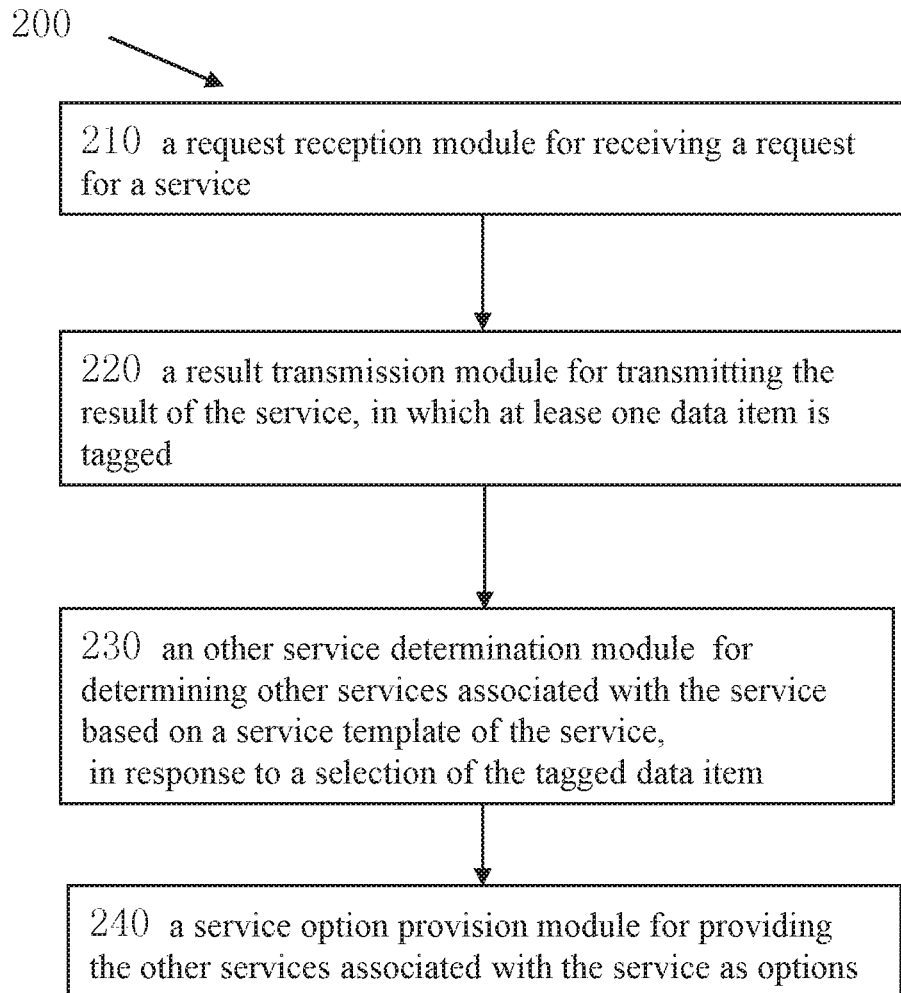 200
210 a request reception module for receiving a request
for a service
220 a result transmission module for transmitting the
result of the service, in which at lease one data item is
tagged
230 an other service determination module for
determining other services associated with the service
based on a service template of the service,
in response to a selection of the tagged data item
240 a service option provision module for providing
the other services associated with the service as options